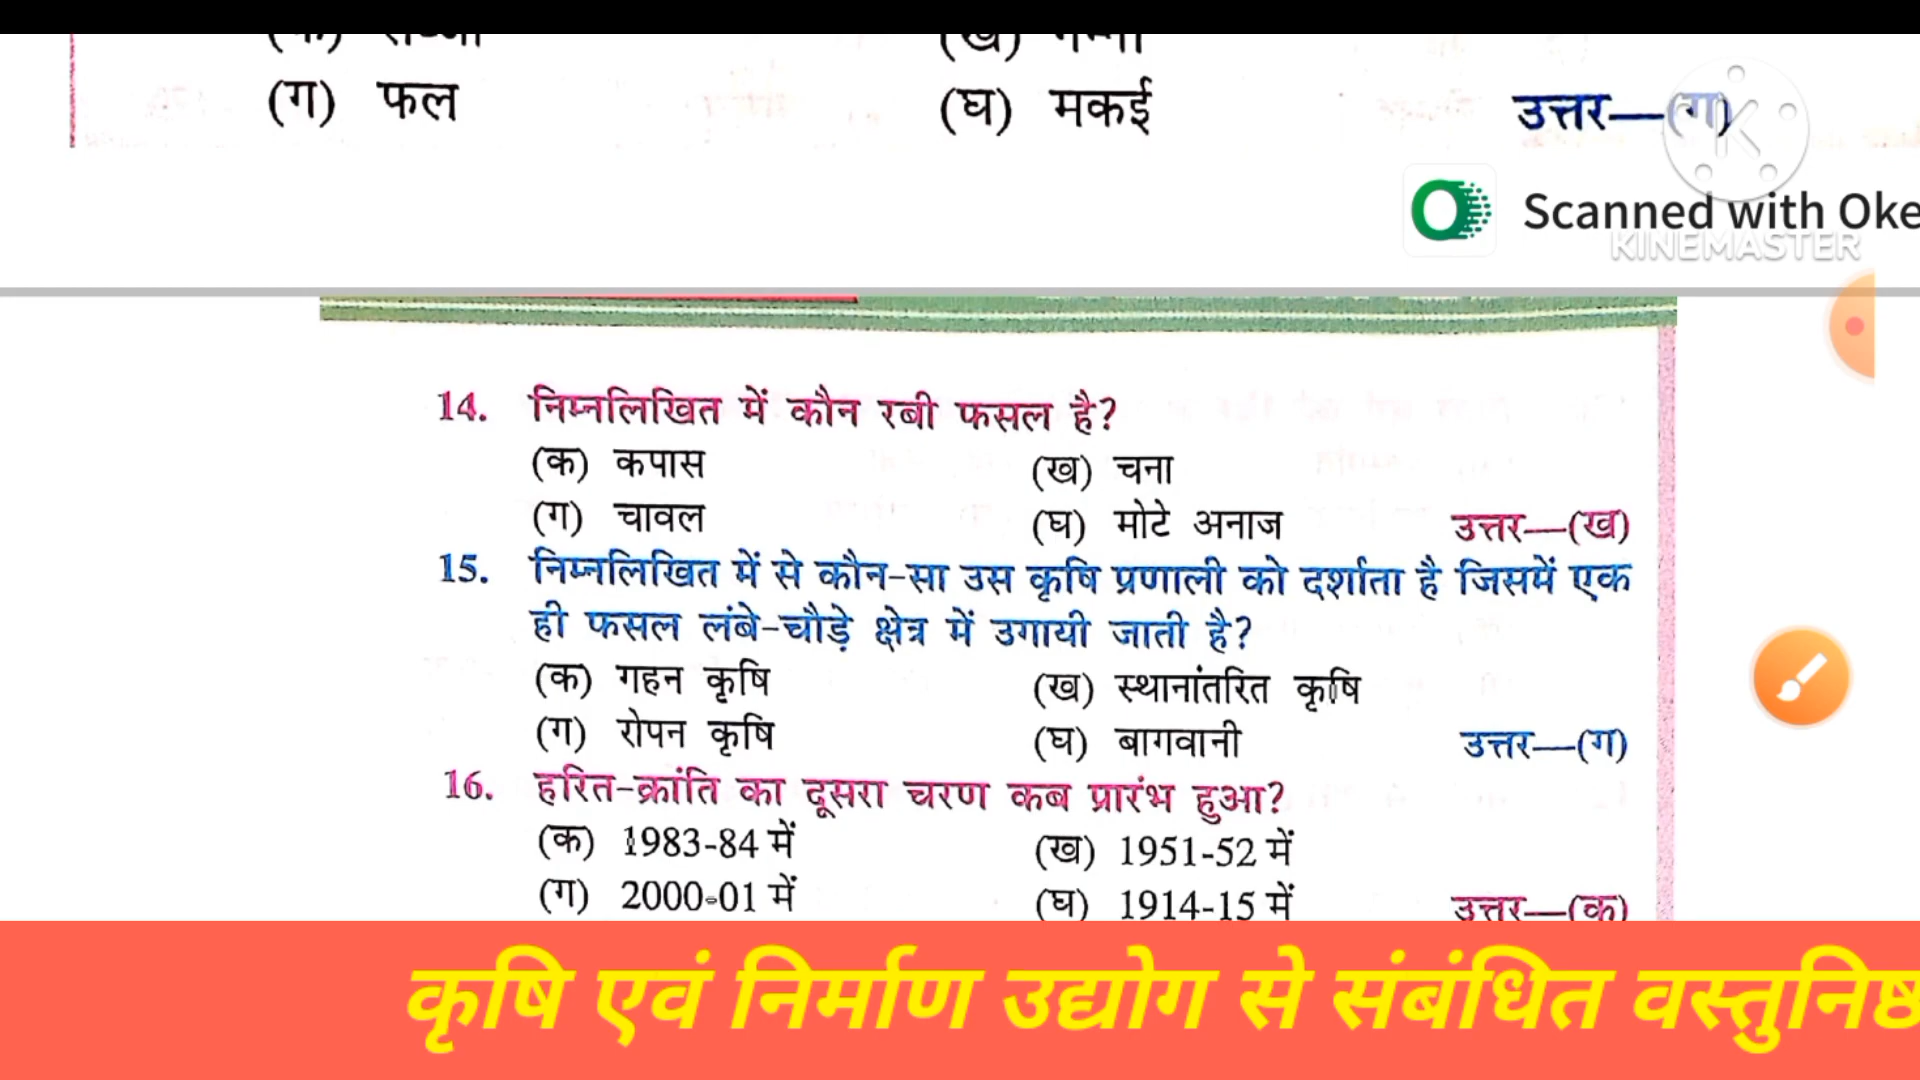 (ग) फल (घ) मकई उत्तर—(ग)
Scanned with Oke
KINEMASTER
14. निम्नलिखित में कौन रबी फसल है?
(क) कपास (ख) चना
(ग) चावल (घ) मोटे अनाज उत्तर—(ख)
15. निम्नलिखित में से कौन-सा उस कृषि प्रणाली को दर्शाता है जिसमें एक
ही फसल लंबे-चौड़े क्षेत्र में उगायी जाती है?
(क) गहन कृषि (ख) स्थानांतरित कृषि
(ग) रोपन कृषि (घ) बागवानी उत्तर—(ग)
16. हरित-क्रांति का दूसरा चरण कब प्रारंभ हुआ?
(क) 1983-84 में (ख) 1951-52 में
(ग) 2000-01 में (घ) 1914-15 में उत्तर—(क)
कृषि एवं निर्माण उद्योग से संबंधित वस्तुनिष्ठ